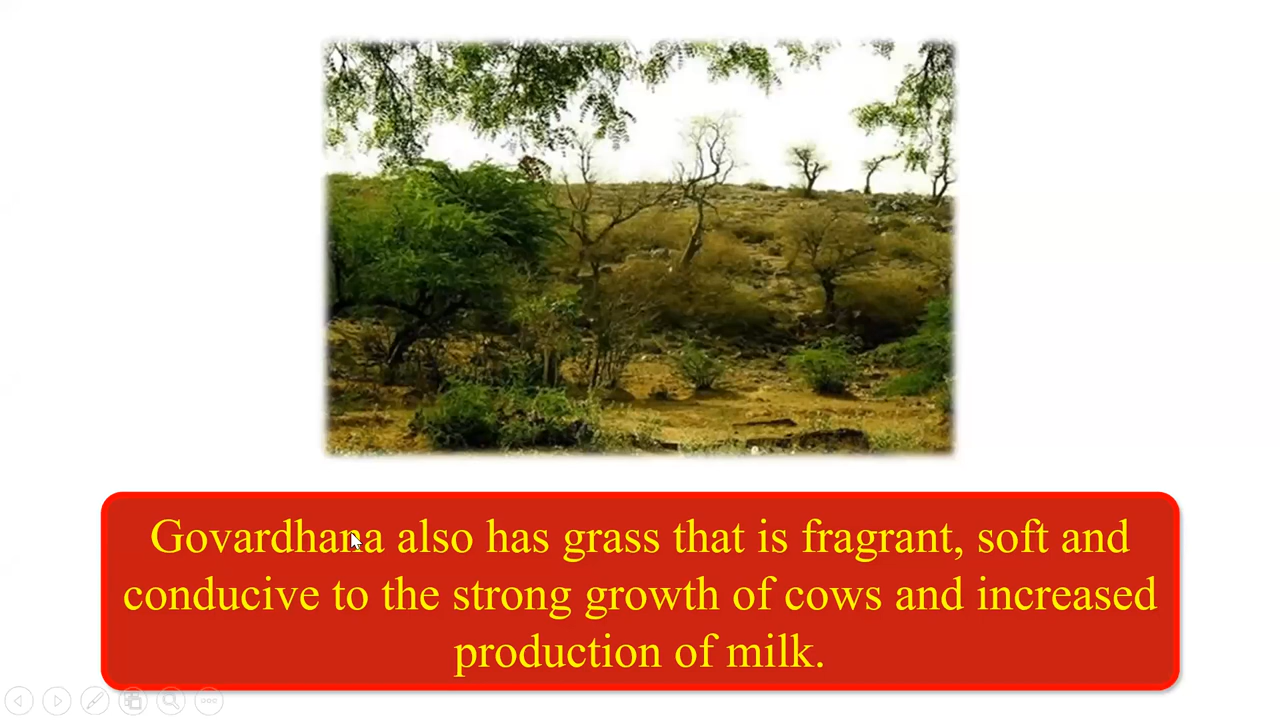 Govardhana also has grass that is fragrant, soft and
conducive to the strong growth of cows and increased
production of milk.